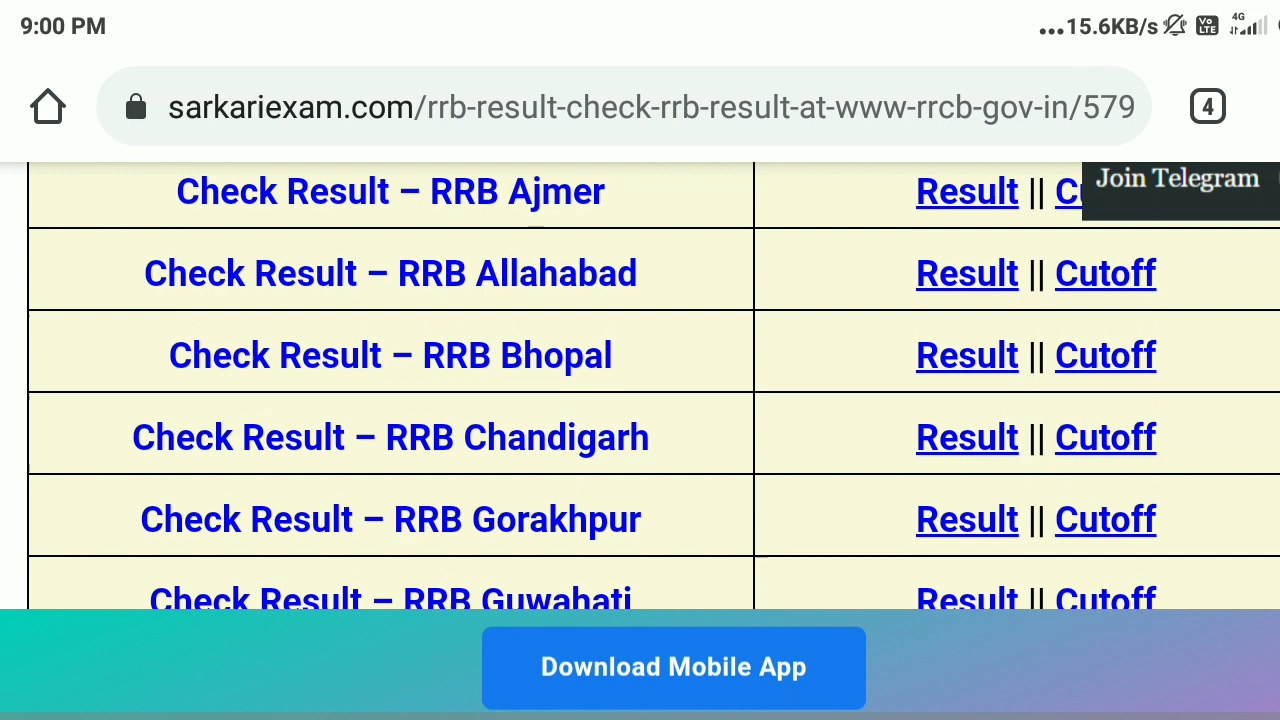 9:00 PM
...15.6KB/s Vo LTE 4G
sarkariexam.com/rrb-result-check-rrb-result-at-www-rrcb-gov-in/579
4
Join Telegram
Check Result – RRB Ajmer Result ||
Check Result – RRB Allahabad Result || Cutoff
Check Result – RRB Bhopal Result || Cutoff
Check Result – RRB Chandigarh Result || Cutoff
Check Result – RRB Gorakhpur Result || Cutoff
Check Result – RRB Guwahati Result || Cutoff
Download Mobile App